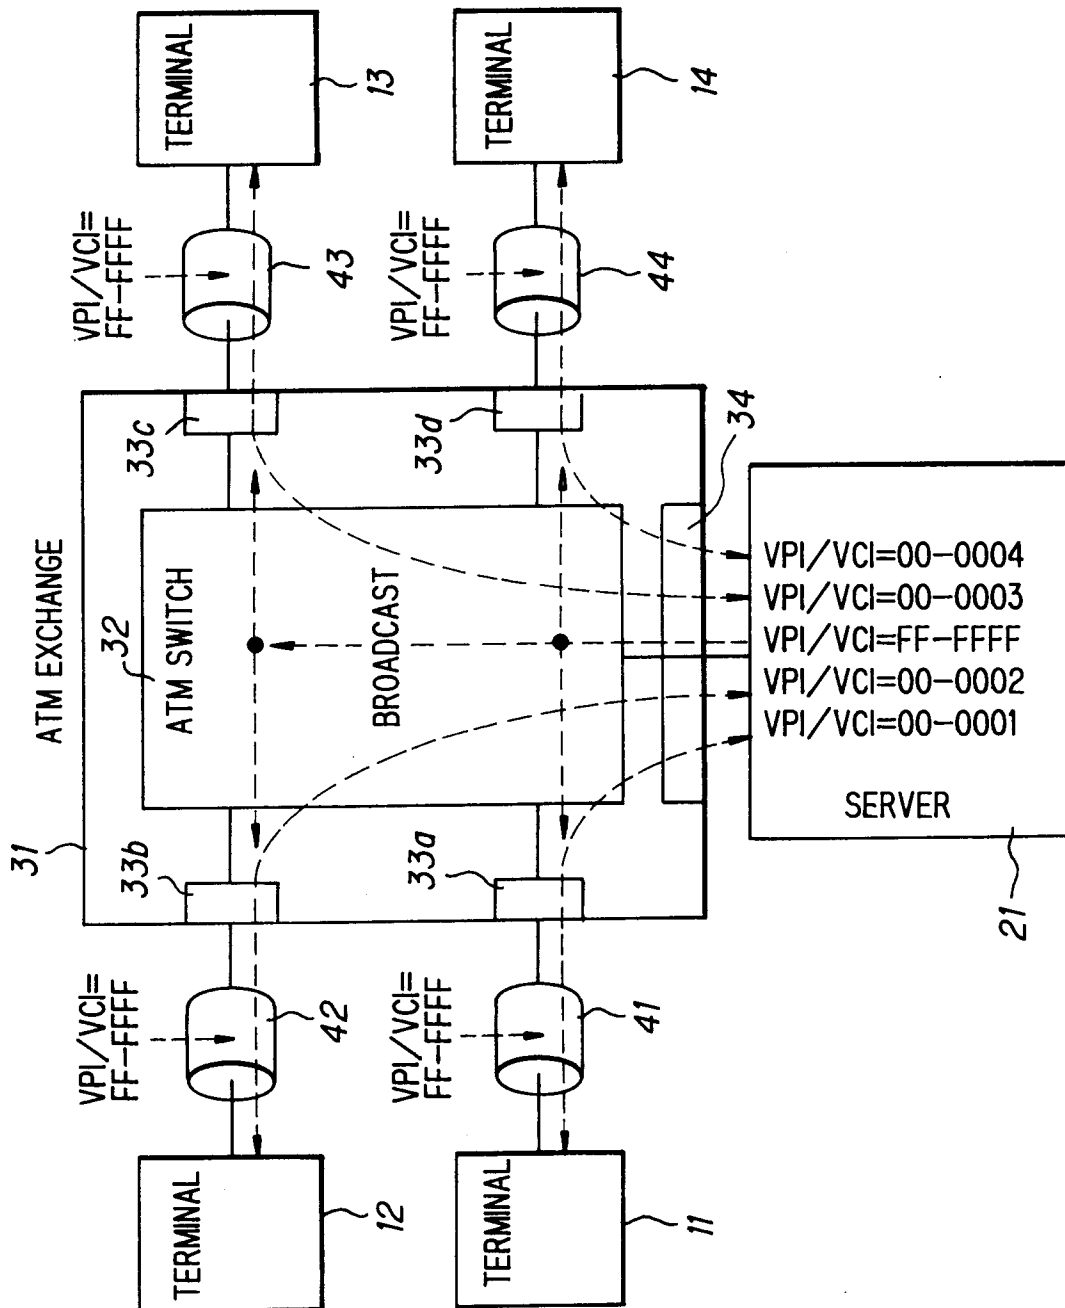 TERMINAL
13
TERMINAL
14
VPI/VCI=
FF-FFFF
43
VPI/VCI=
FF-FFFF
44
33c
33d
34
ATM EXCHANGE
31
32
ATM SWITCH
BROADCAST
33b
33a
VPI/VCI=00-0004
VPI/VCI=00-0003
VPI/VCI=FF-FFFF
VPI/VCI=00-0002
VPI/VCI=00-0001
SERVER
21
VPI/VCI=
FF-FFFF
42
VPI/VCI=
FF-FFFF
41
TERMINAL
12
TERMINAL
11